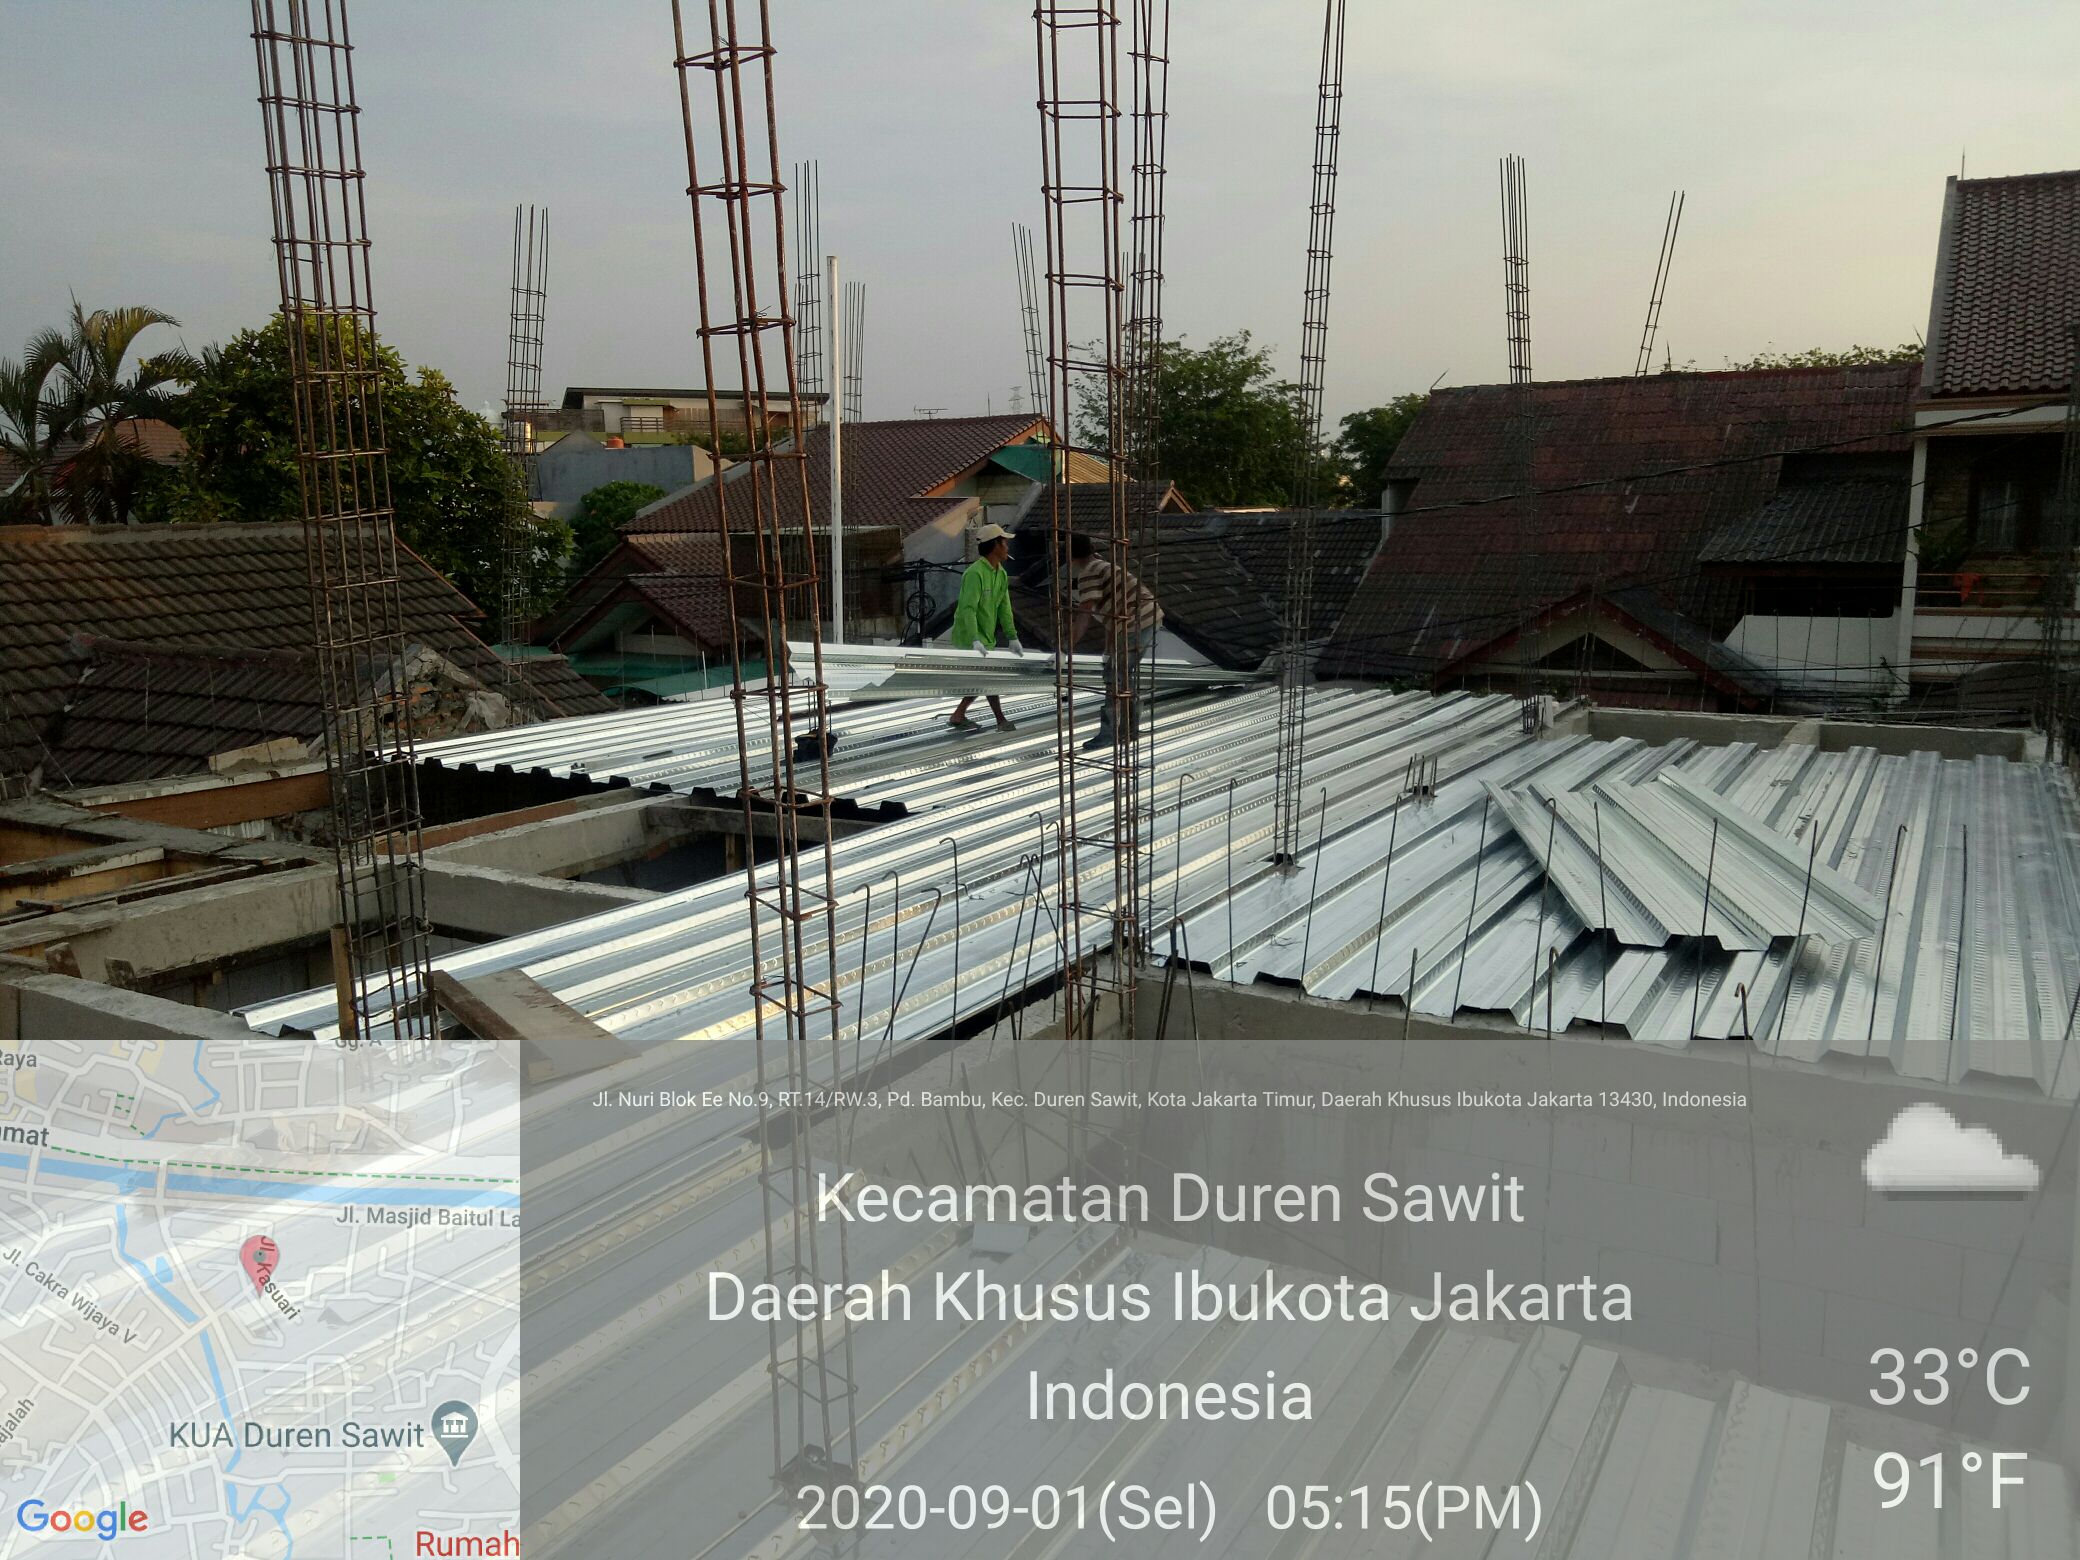 Raya
mat
Jl. Masjid Baitul La
Jl. Cakra Wijaya V
Jl. Kasuari
ajalah
KUA Duren Sawit
Google
Rumah
Jl. Nuri Blok Ee No.9, RT.14/RW.3, Pd. Bambu, Kec. Duren Sawit, Kota Jakarta Timur, Daerah Khusus Ibukota Jakarta 13430, Indonesia
Kecamatan Duren Sawit
Daerah Khusus Ibukota Jakarta
Indonesia
2020-09-01(Sel) 05:15(PM)
33°C
91°F